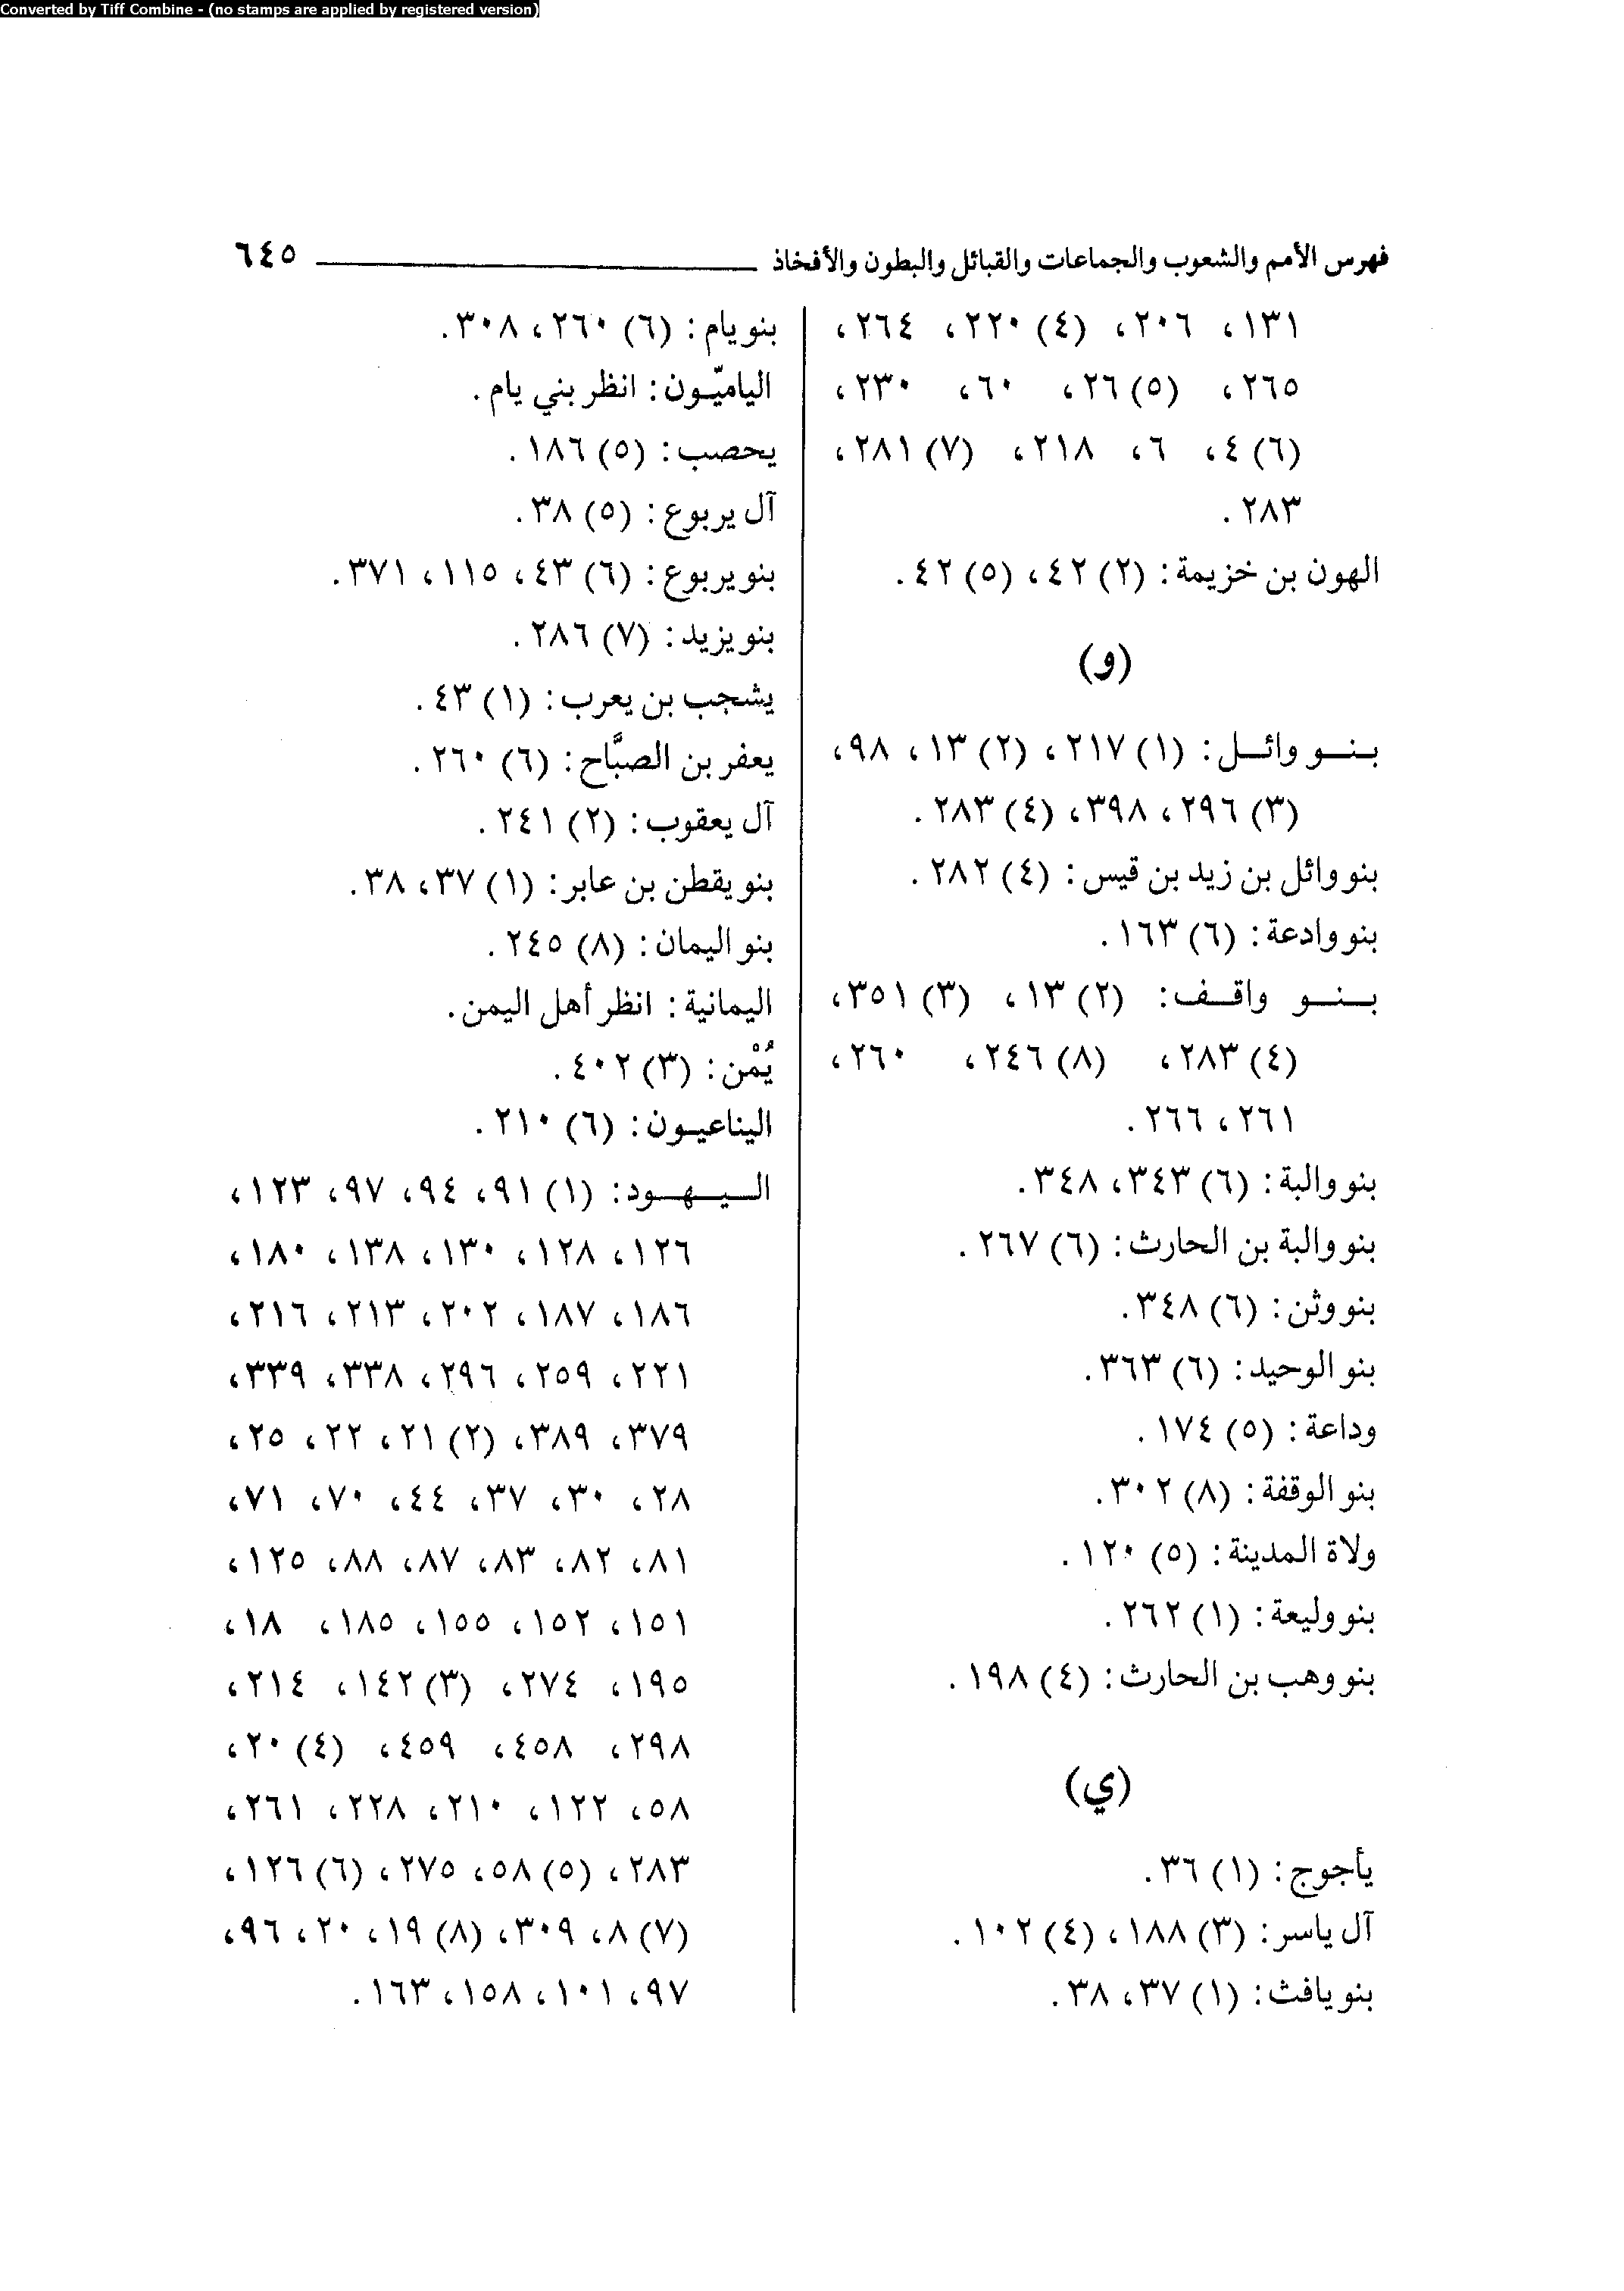 Converted by Tiff Combine - (no stamps are applied by registered version)
فهرس الأمم والشعوب والجماعات والقبائل والبطون والأفخاذ ٦٤٥
١٣١، ٢٠٦، (٤) ٢٢٠، ٢٦٤،
٢٦٥، (٥) ٢٦، ٦٠، ٢٣٠،
(٦) ٤، ٦، ٢١٨، (٧) ٢٨١،
٢٨٣.
الهون بن خزيمة: (٢) ٤٢، (٥) ٤٢.
(و)
بنو وائل: (١) ٢١٧، (٢) ١٣، ٩٨،
(٣) ٢٩٦، ٣٩٨، (٤) ٢٨٣.
بنو وائل بن زيد بن قيس: (٤) ٢٨٢.
بنو وادعة: (٦) ١٦٣.
بنو واقف: (٢) ١٣، (٣) ٣٥١،
(٤) ٢٨٣، (٨) ٢٤٦، ٢٦٠،
٢٦١، ٢٦٦.
بنو والبة: (٦) ٣٤٣، ٣٤٨.
بنو والبة بن الحارث: (٦) ٢٦٧.
بنو وثن: (٦) ٣٤٨.
بنو الوحيد: (٦) ٣٦٣.
وداعة: (٥) ١٧٤.
بنو الوقفة: (٨) ٣٠٢.
ولاة المدينة: (٥) ١٢٠.
بنو وليعة: (١) ٢٦٢.
بنو وهب بن الحارث: (٤) ١٩٨.
(ي)
يأجوج: (١) ٣٦.
آل ياسر: (٣) ١٨٨، (٤) ١٠٢.
بنو يافث: (١) ٣٧، ٣٨.
بنو يام: (٦) ٢٦٠، ٣٠٨.
الياميّون: انظر بني يام.
يحصب: (٥) ١٨٦.
آل يربوع: (٥) ٣٨.
بنو يربوع: (٦) ٤٣، ١١٥، ٣٧١.
بنو يزيد: (٧) ٢٨٦.
يشجب بن يعرب: (١) ٤٣.
يعفر بن الصبَّاح: (٦) ٢٦٠.
آل يعقوب: (٢) ٢٤١.
بنو يقطن بن عابر: (١) ٣٧، ٣٨.
بنو اليمان: (٨) ٢٤٥.
اليمانية: انظر أهل اليمن.
يُمْن: (٣) ٤٠٢.
اليناعيون: (٦) ٢١٠.
اليهود: (١) ٩١، ٩٤، ٩٧، ١٢٣،
١٢٦، ١٢٨، ١٣٠، ١٣٨، ١٨٠،
١٨٦، ١٨٧، ٢٠٢، ٢١٣، ٢١٦،
٢٢١، ٢٥٩، ٢٩٦، ٣٣٨، ٣٣٩،
٣٧٩، ٣٨٩، (٢) ٢١، ٢٢، ٢٥،
٢٨، ٣٠، ٣٧، ٤٤، ٧٠، ٧١،
٨١، ٨٢، ٨٣، ٨٧، ٨٨، ١٢٥،
١٥١، ١٥٢، ١٥٥، ١٨٥، ١٨،
١٩٥، ٢٧٤، (٣) ١٤٢، ٢١٤،
٢٩٨، ٤٥٨، ٤٥٩، (٤) ٢٠،
٥٨، ١٢٢، ٢١٠، ٢٢٨، ٢٦١،
٢٨٣، (٥) ٥٨، ٢٧٥، (٦) ١٢٦،
(٧) ٨، ٣٠٩، (٨) ١٩، ٢٠، ٩٦،
٩٧، ١٠١، ١٥٨، ١٦٣.